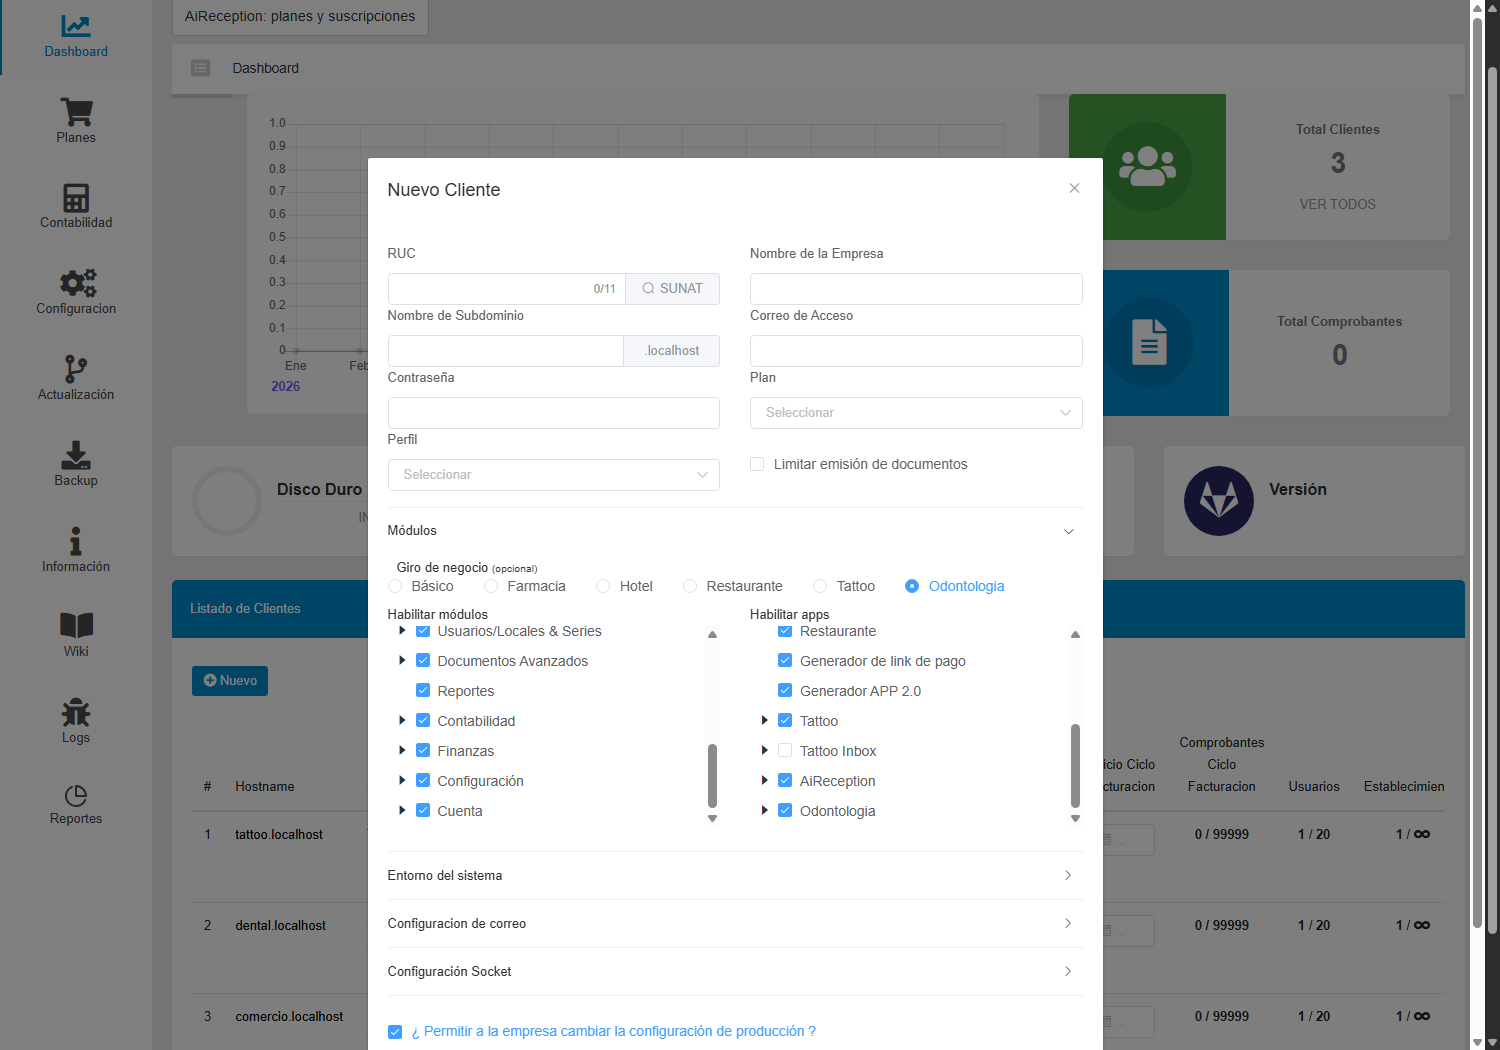 AiReception: planes y suscripciones
Dashboard
Dashboard
Planes
Contabilidad
Configuracion
Actualización
Backup
Información
Wiki
Logs
Reportes
1.0
0.9
0.8
0.7
0.6
0.5
0.4
0.3
0.2
0.1
0
Ene
Feb
2026
Total Clientes
3
VER TODOS
Total Comprobantes
0
Disco Duro
Versión
Listado de Clientes
Nuevo
# Hostname
Comprobantes
Ciclo
Facturacion
Usuarios
Establecimien
1 tattoo.localhost 0 / 99999 1 / 20 1 / ∞
2 dental.localhost 0 / 99999 1 / 20 1 / ∞
3 comercio.localhost 0 / 99999 1 / 20 1 / ∞
Nuevo Cliente
RUC
0/11 SUNAT
Nombre de la Empresa
Nombre de Subdominio
.localhost
Correo de Acceso
Contraseña
Plan
Seleccionar
Perfil
Seleccionar
Limitar emisión de documentos
Módulos
Giro de negocio (opcional)
Básico Farmacia Hotel Restaurante Tattoo Odontologia
Habilitar módulos
Usuarios/Locales & Series
Documentos Avanzados
Reportes
Contabilidad
Finanzas
Configuración
Cuenta
Habilitar apps
Restaurante
Generador de link de pago
Generador APP 2.0
Tattoo
Tattoo Inbox
AiReception
Odontologia
Entorno del sistema
Configuracion de correo
Configuración Socket
¿ Permitir a la empresa cambiar la configuración de producción ?